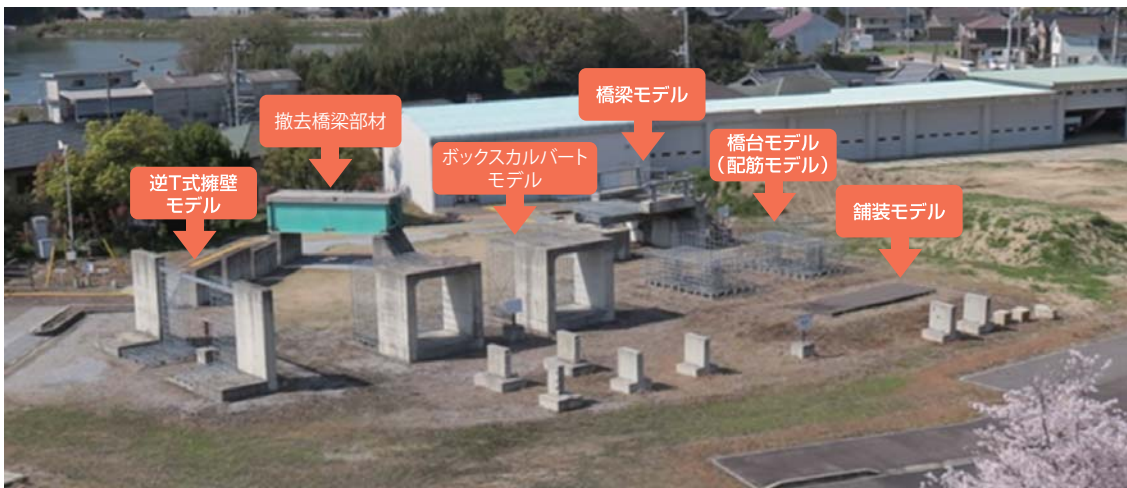 橋梁モデル
撤去橋梁部材
ボックスカルバート
モデル
橋台モデル
（配筋モデル）
逆T式擁壁
モデル
舗装モデル